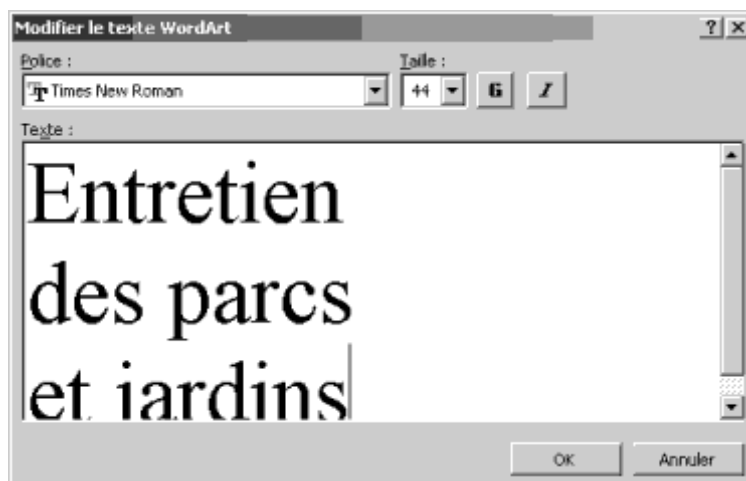 Modifier le texte WordArt
Police :
Taille :
Times New Roman
44
G
I
Texte :
Entretien
des parcs
et jardins
OK
Annuler